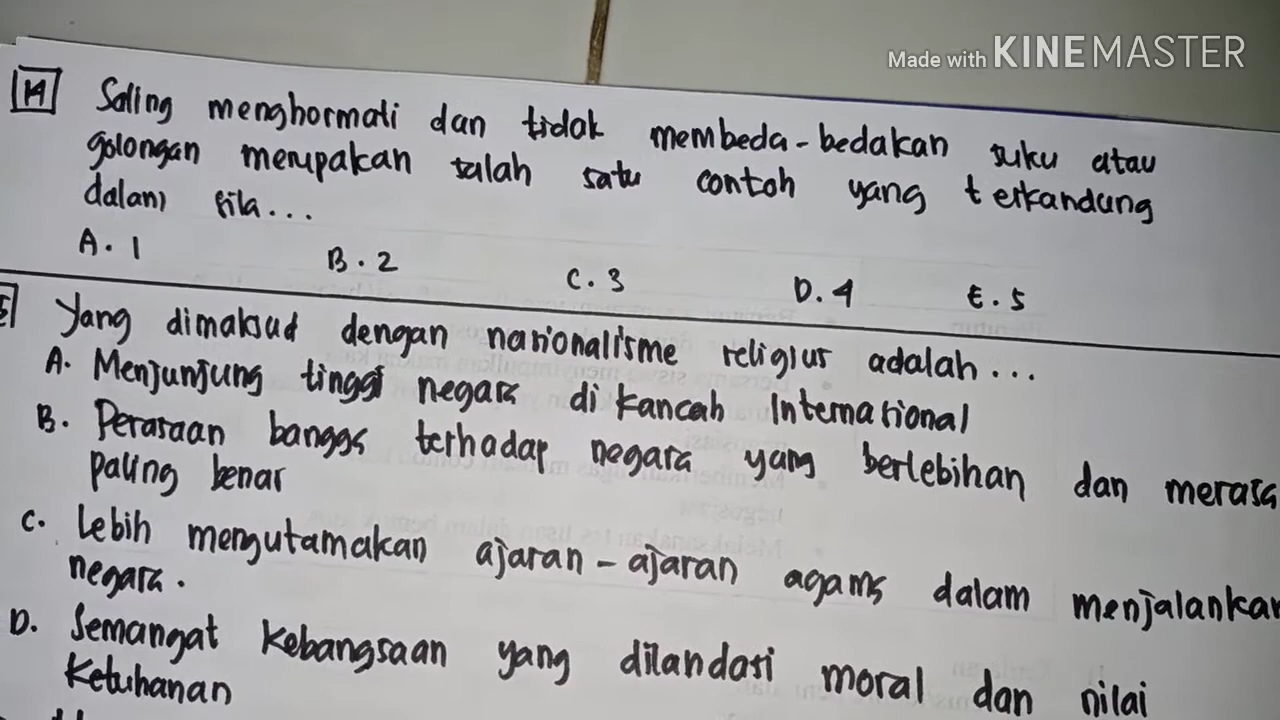 Made with KINEMASTER
14 Saling menghormati dan tidak membeda-bedakan suku atau
golongan merupakan salah satu contoh yang terkandung
dalam sila...
A. 1 B. 2 C. 3 D. 4 E. 5
Yang dimaksud dengan nasionalisme religius adalah...
A. Menjunjung tinggi negara di kancah Internasional
B. Perasaan bangga terhadap negara yang berlebihan dan merasa
paling benar
C. Lebih mengutamakan ajaran-ajaran agama dalam menjalankan
negara.
D. Semangat Kebangsaan yang dilandasi moral dan nilai
Ketuhanan